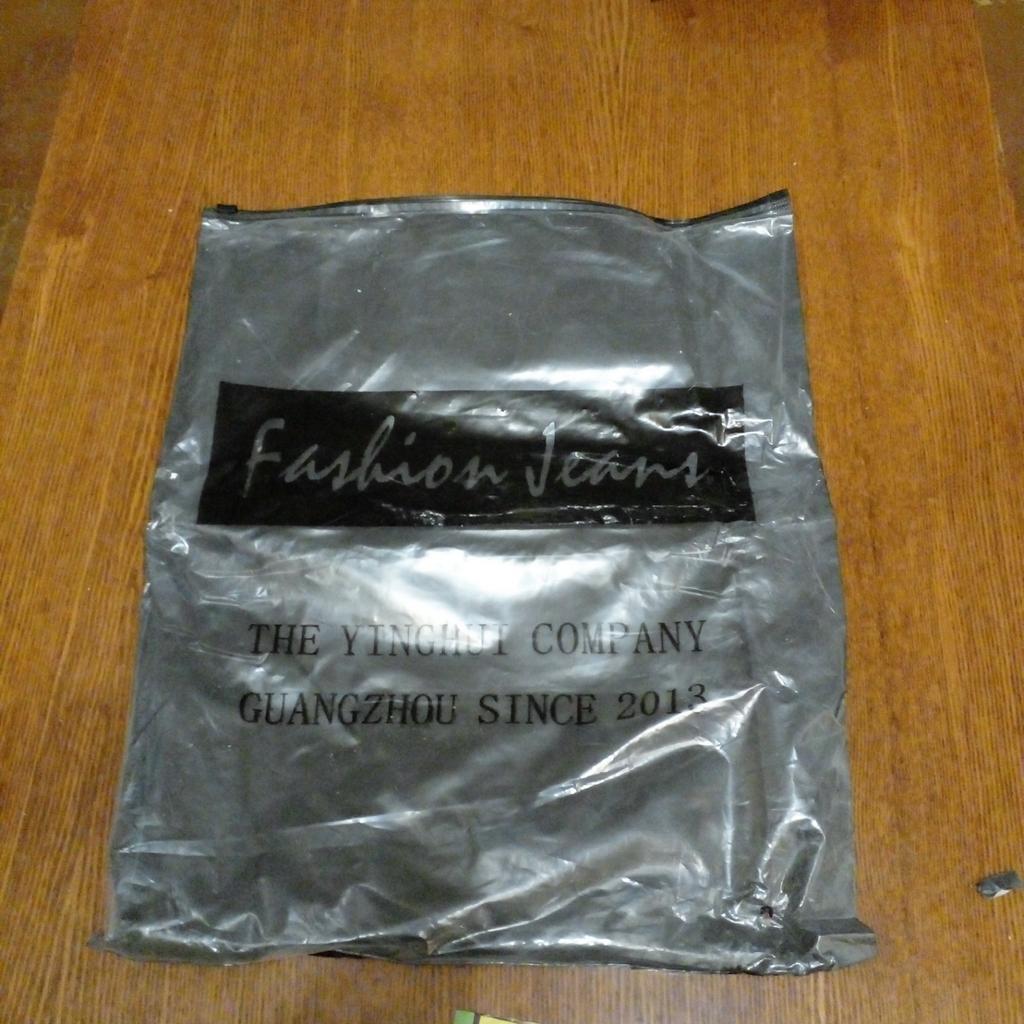 Fashion Jeans
THE YINGHUI COMPANY
GUANGZHOU SINCE 2013